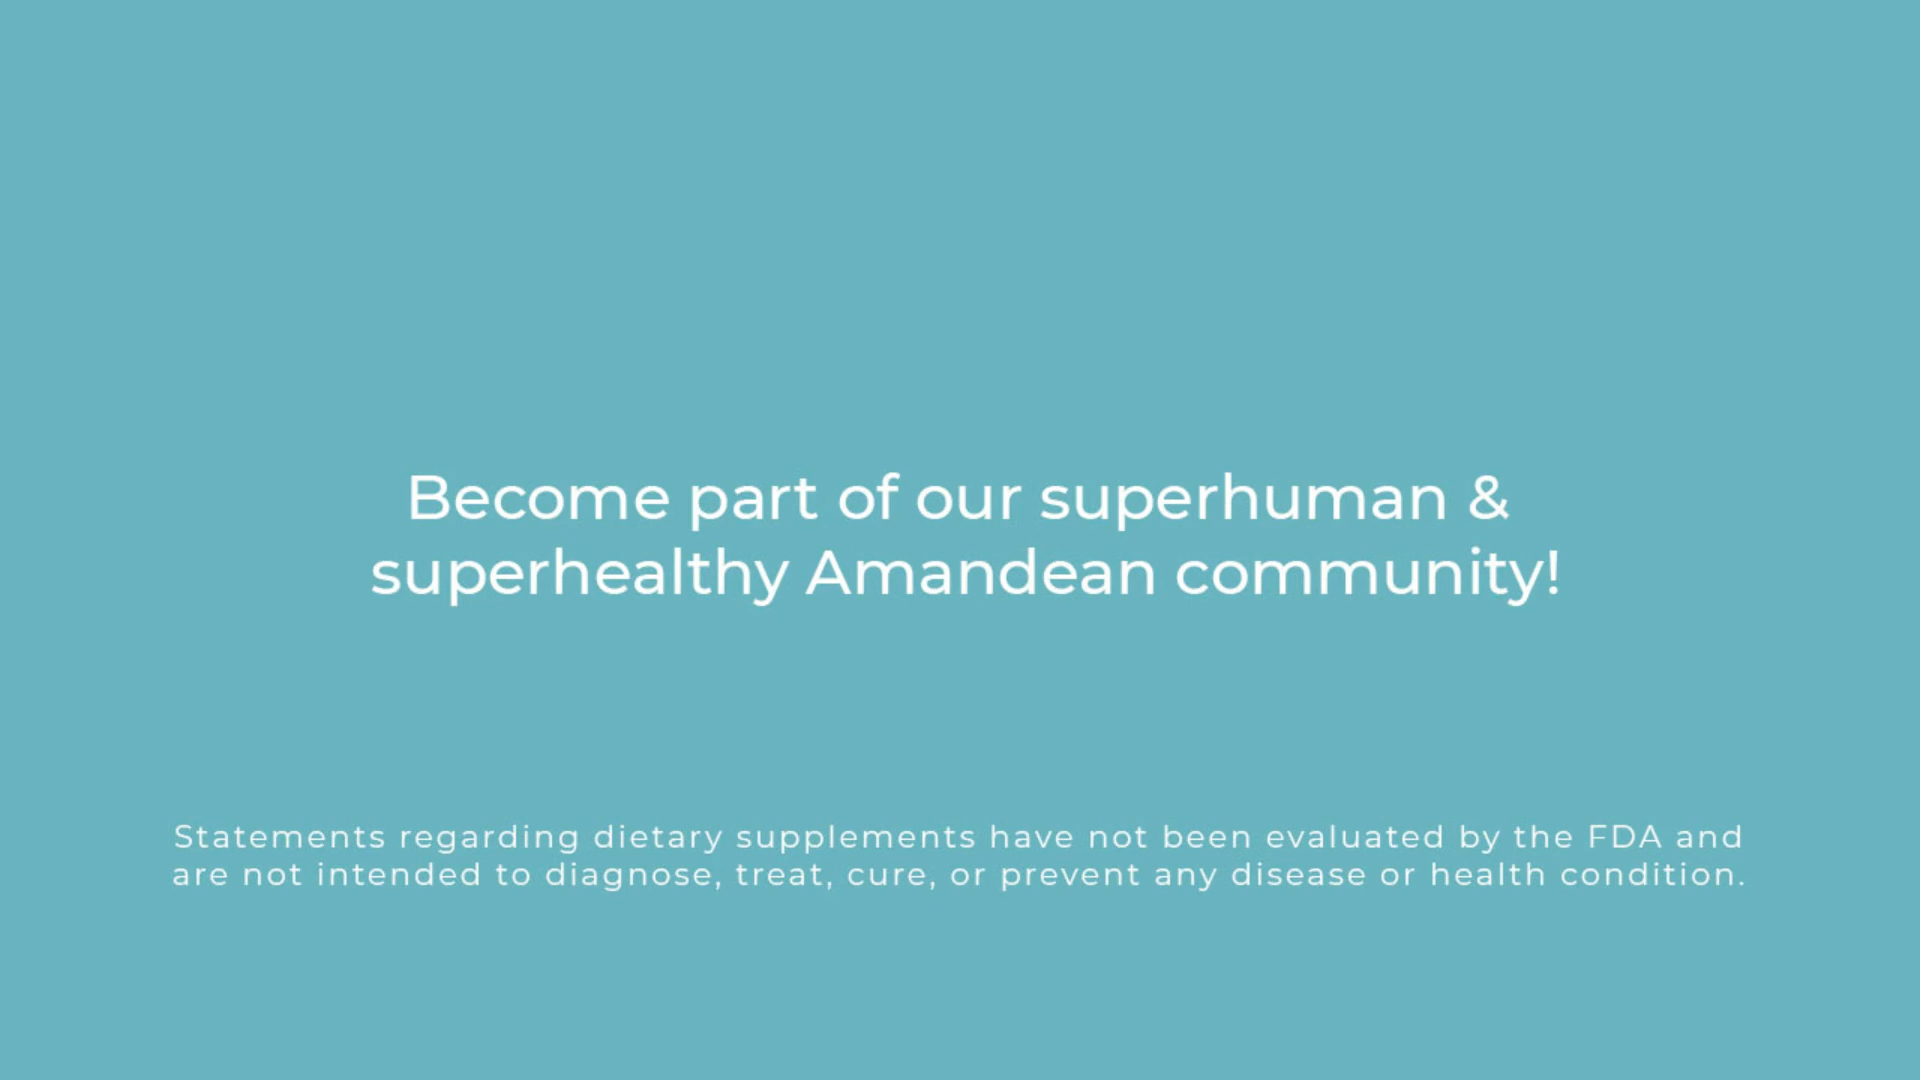 Become part of our superhuman &
superhealthy Amandean community!
Statements regarding dietary supplements have not been evaluated by the FDA and
are not intended to diagnose, treat, cure, or prevent any disease or health condition.